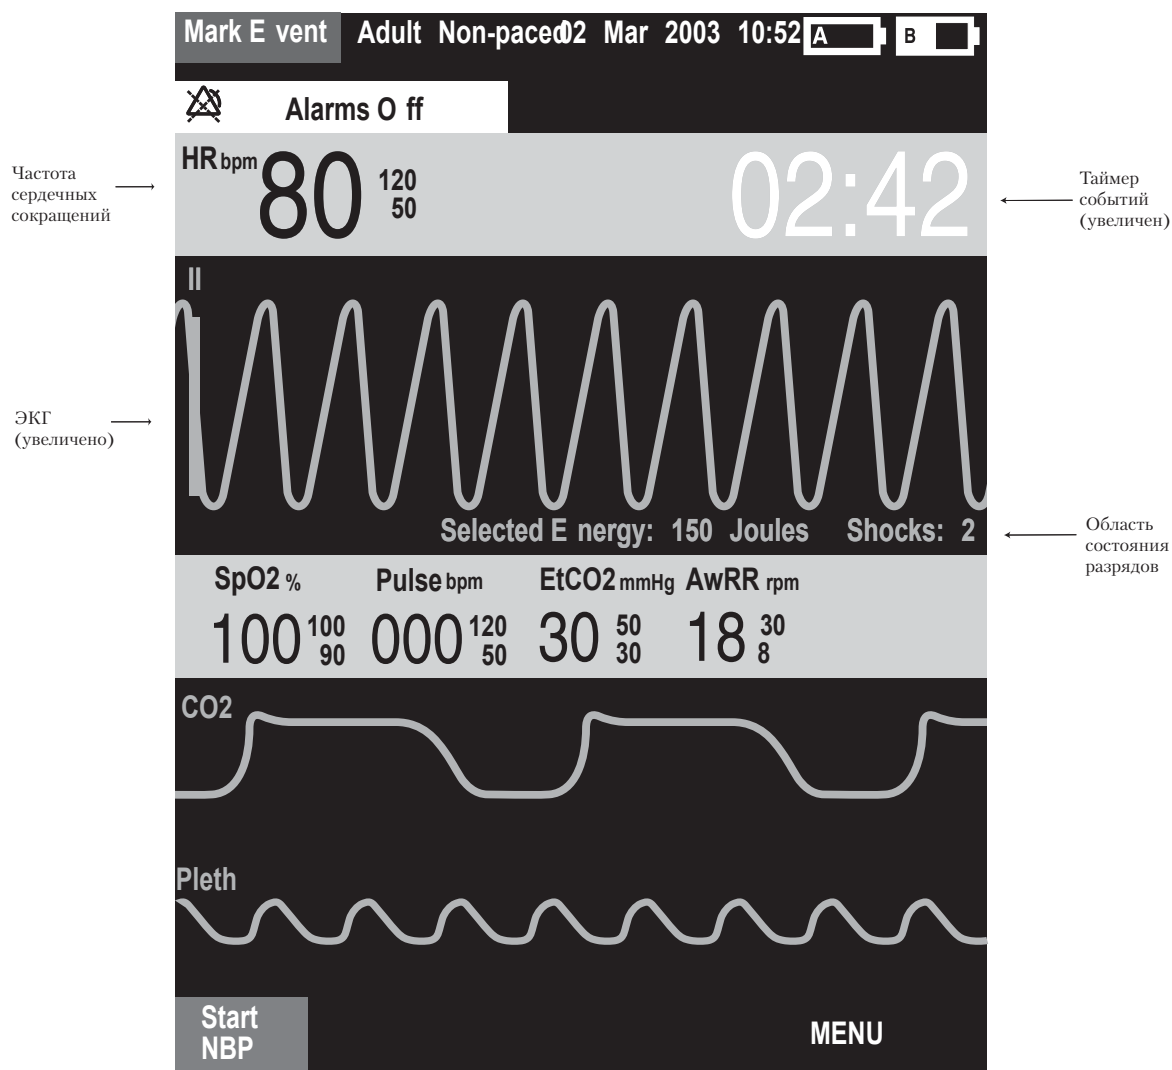 Mark E vent Adult Non-paced 02 Mar 2003 10:52 A B
Alarms O ff
HR bpm
80
120
50
02:42
Частота
сердечных
сокращений
Таймер
событий
(увеличен)
II
ЭКГ
(увеличено)
Selected E nergy: 150 Joules Shocks: 2
Область
состояния
разрядов
SpO2 % Pulse bpm EtCO2 mmHg AwRR rpm
100 100 000 120 30 50 18 30
90 50 30 8
CO2
Pleth
Start
NBP
MENU